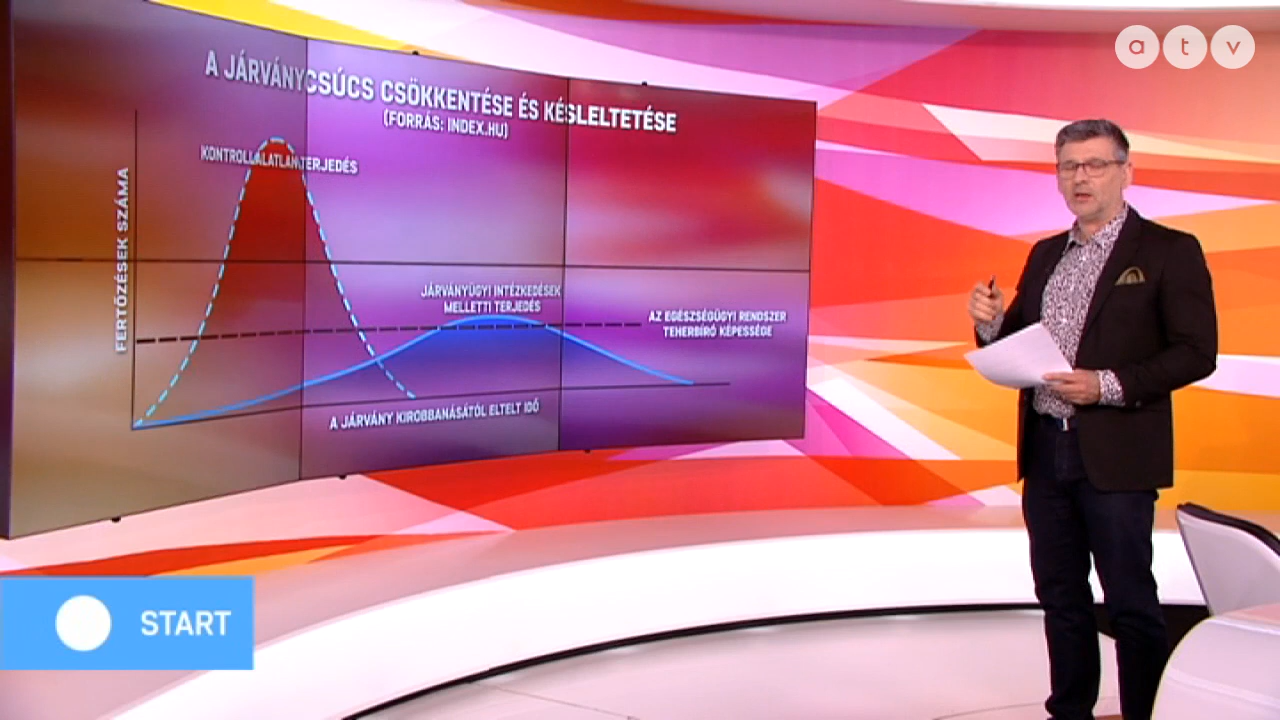 atv
A JÁRVÁNYCSÚCS CSÖKKENTÉSE ÉS KÉSLELTETÉSE
(FORRÁS: INDEX.HU)
KONTROLLÁLATLAN TERJEDÉS
FERTŐZÉSEK SZÁMA
JÁRVÁNYÜGYI INTÉZKEDÉSEK
MELLETTI TERJEDÉS
AZ EGÉSZSÉGÜGYI RENDSZER
TEHERBÍRÓ KÉPESSÉGE
A JÁRVÁNY KIROBBANÁSÁTÓL ELTELT IDŐ
START